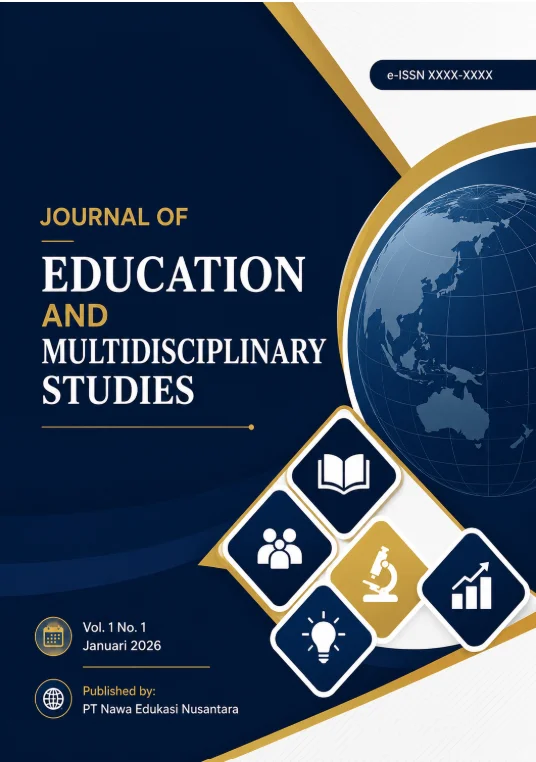 e-ISSN XXXX-XXXX
JOURNAL OF
EDUCATION
AND
MULTIDISCIPLINARY
STUDIES
Vol. 1 No. 1
Januari 2026
Published by:
PT Nawa Edukasi Nusantara